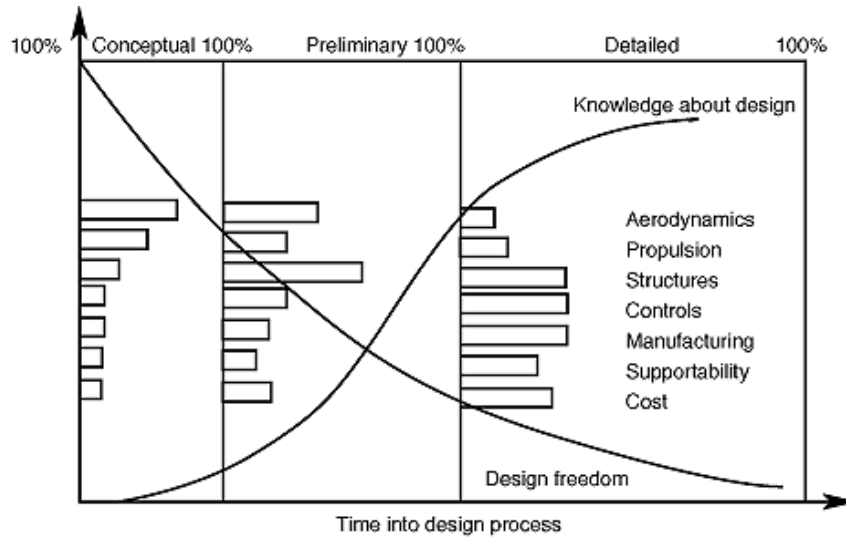 100% Conceptual 100% Preliminary 100% Detailed 100%
Knowledge about design
Aerodynamics
Propulsion
Structures
Controls
Manufacturing
Supportability
Cost
Design freedom
Time into design process